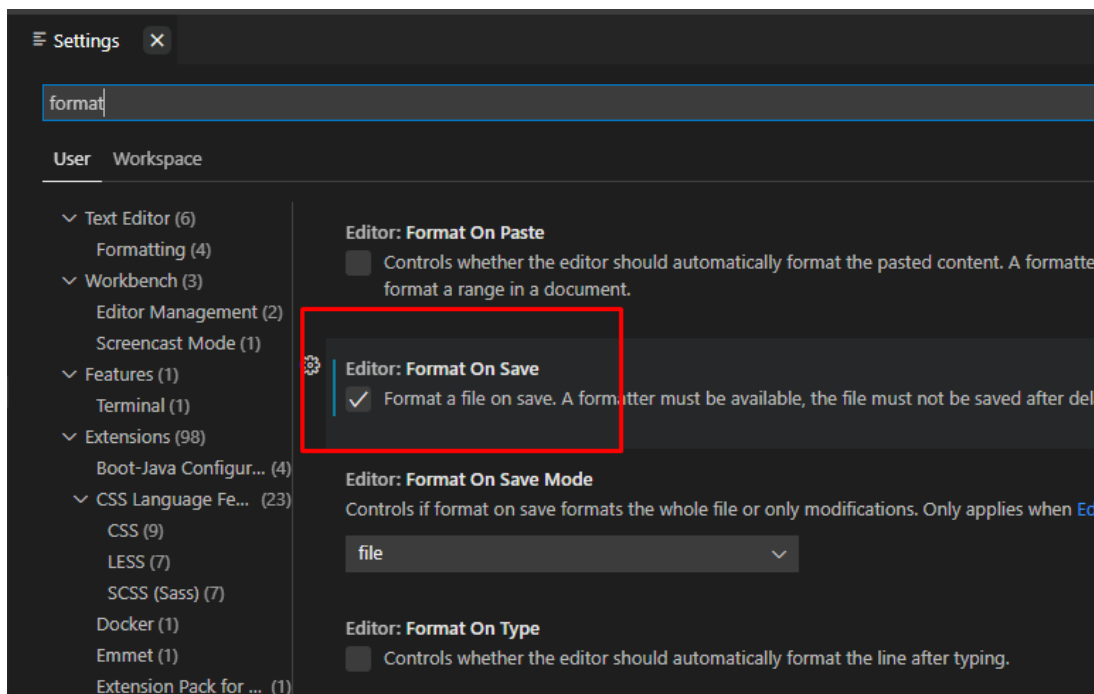 Settings
format
User Workspace
Text Editor (6)
Formatting (4)
Workbench (3)
Editor Management (2)
Screencast Mode (1)
Features (1)
Terminal (1)
Extensions (98)
Boot-Java Configur... (4)
CSS Language Fe... (23)
CSS (9)
LESS (7)
SCSS (Sass) (7)
Docker (1)
Emmet (1)
Extension Pack for ... (1)
Editor: Format On Paste
Controls whether the editor should automatically format the pasted content. A formatte
format a range in a document.
Editor: Format On Save
Format a file on save. A formatter must be available, the file must not be saved after del
Editor: Format On Save Mode
Controls if format on save formats the whole file or only modifications. Only applies when Ed
file
Editor: Format On Type
Controls whether the editor should automatically format the line after typing.